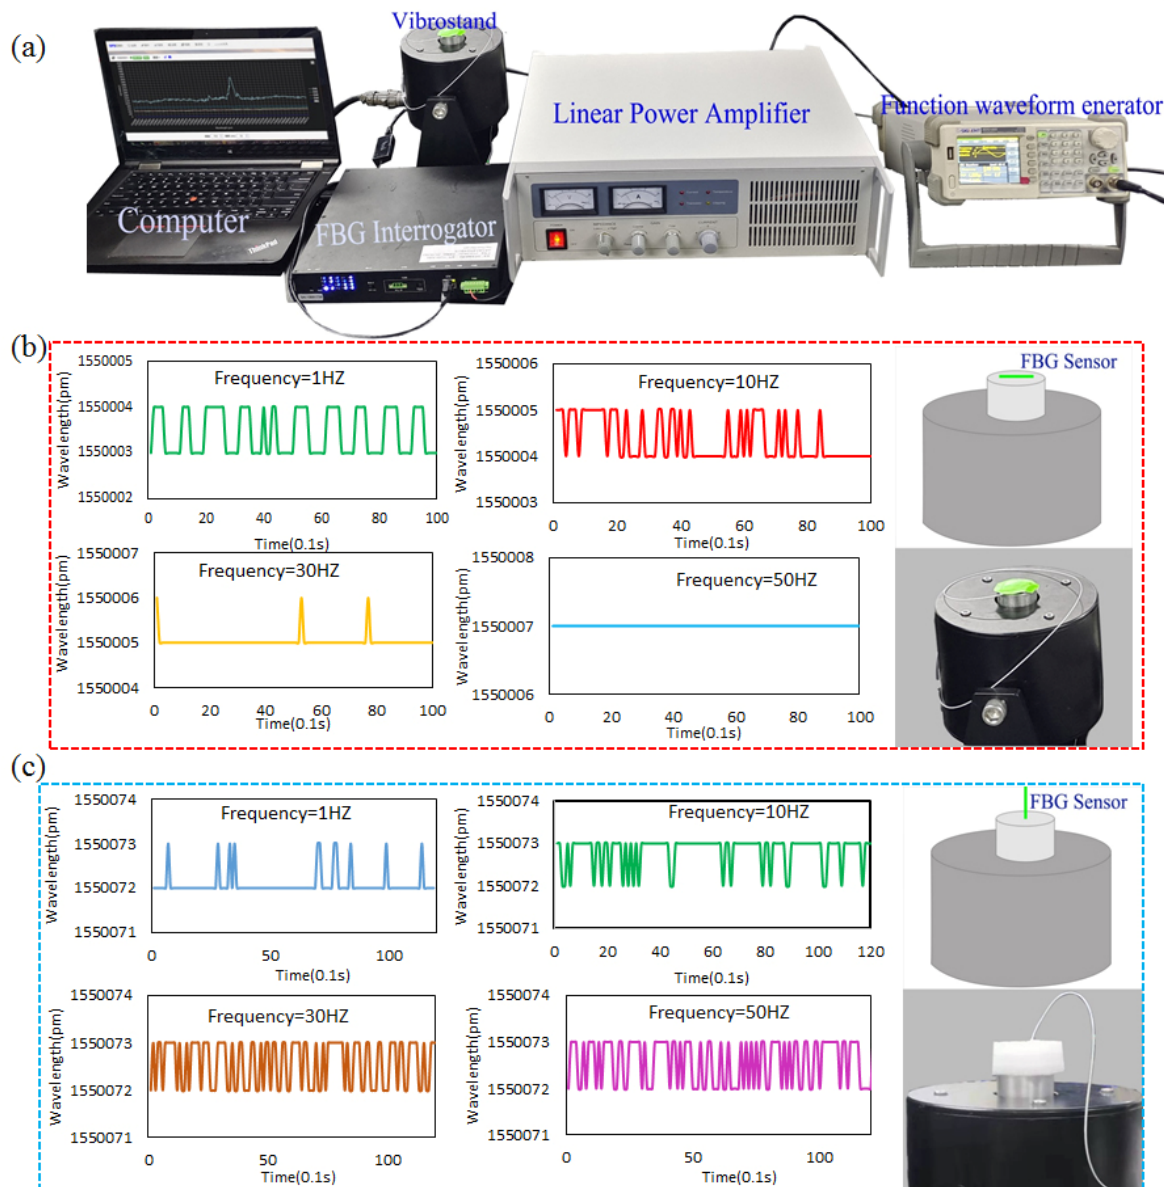 (a)
Vibrostand
Linear Power Amplifier
Function waveform enerator
Computer
FBG Interrogator
ThinkPad
(b)
1550005
1550004
1550003
1550002
Wavelength(pm)
Frequency=1HZ
0 20 40 60 80 100
Time(0.1s)
1550006
1550005
1550004
1550003
Wavelength(pm)
Frequency=10HZ
0 20 40 60 80 100
Time(0.1s)
FBG Sensor
1550007
1550006
1550005
1550004
Wavelength(pm)
Frequency=30HZ
0 20 40 60 80 100
Time(0.1s)
1550008
1550007
1550006
Wavelength(pm)
Frequency=50HZ
0 20 40 60 80 100
Time(0.1s)
(c)
1550074
1550073
1550072
1550071
Wavelength(pm)
Frequency=1HZ
0 50 100
Time(0.1s)
1550074
1550073
1550072
1550071
Wavelength(pm)
Frequency=10HZ
0 20 40 60 80 100 120
Time(0.1s)
FBG Sensor
1550074
1550073
1550072
1550071
Wavelength(pm)
Frequency=30HZ
0 50 100
Time(0.1s)
1550074
1550073
1550072
1550071
Wavelength(pm)
Frequency=50HZ
0 50 100
Time(0.1s)